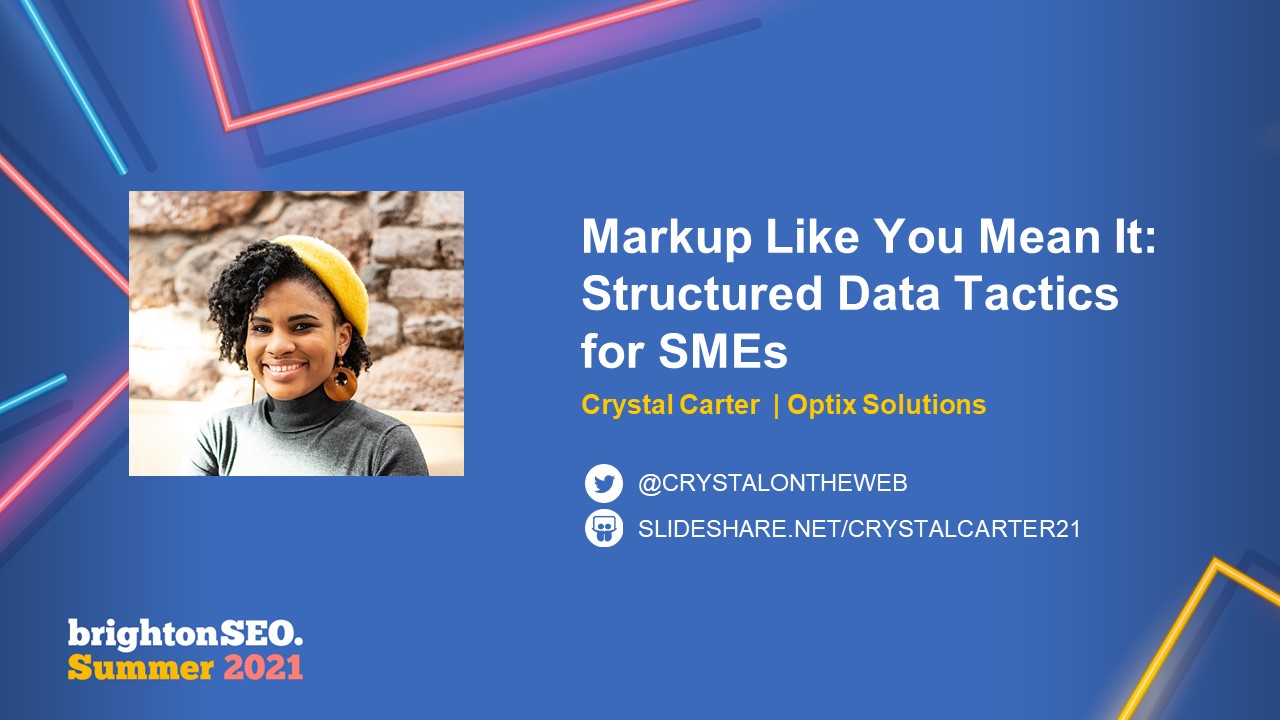 Markup Like You Mean It:
Structured Data Tactics
for SMEs
Crystal Carter | Optix Solutions
@CRYSTALONTHEWEB
SLIDESHARE.NET/CRYSTALCARTER21
brightonSEO.
Summer 2021